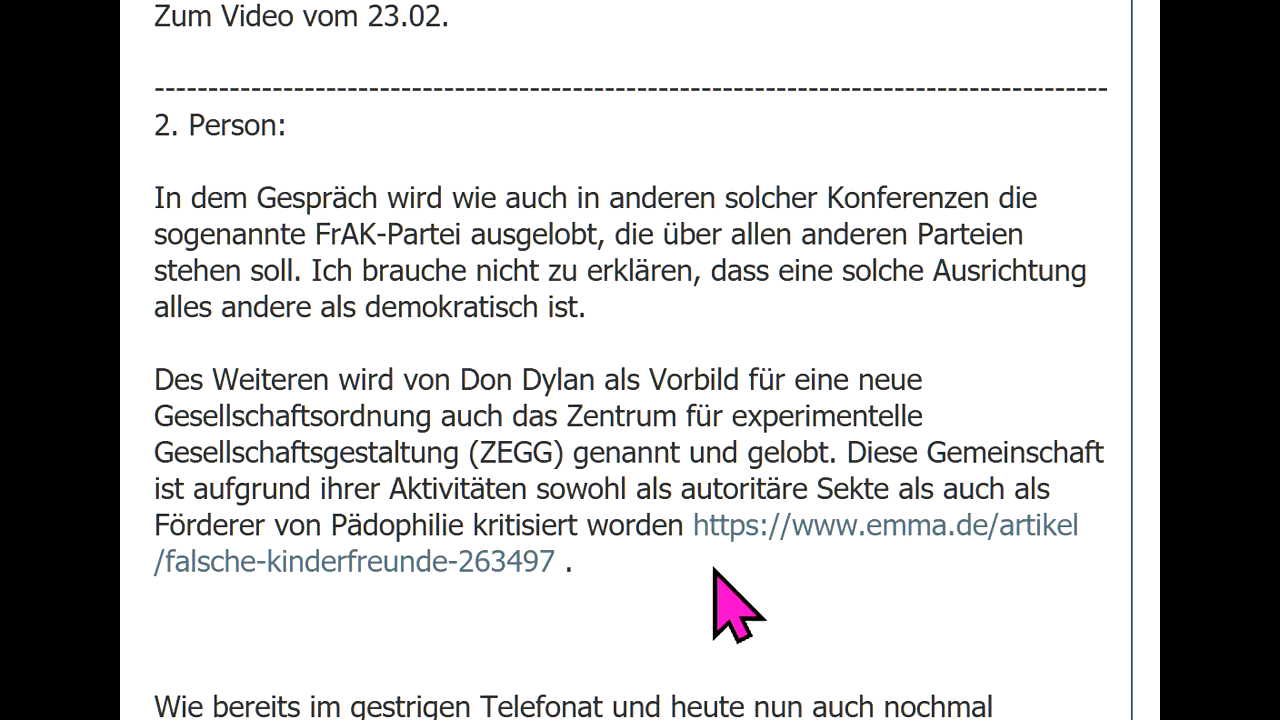 Zum Video vom 23.02.
-----------------------------------------------------------------------------------------
2. Person:
In dem Gespräch wird wie auch in anderen solcher Konferenzen die
sogenannte FrAK-Partei ausgelobt, die über allen anderen Parteien
stehen soll. Ich brauche nicht zu erklären, dass eine solche Ausrichtung
alles andere als demokratisch ist.
Des Weiteren wird von Don Dylan als Vorbild für eine neue
Gesellschaftsordnung auch das Zentrum für experimentelle
Gesellschaftsgestaltung (ZEGG) genannt und gelobt. Diese Gemeinschaft
ist aufgrund ihrer Aktivitäten sowohl als autoritäre Sekte als auch als
Förderer von Pädophilie kritisiert worden https://www.emma.de/artikel
/falsche-kinderfreunde-263497 .
Wie bereits im gestrigen Telefonat und heute nun auch nochmal